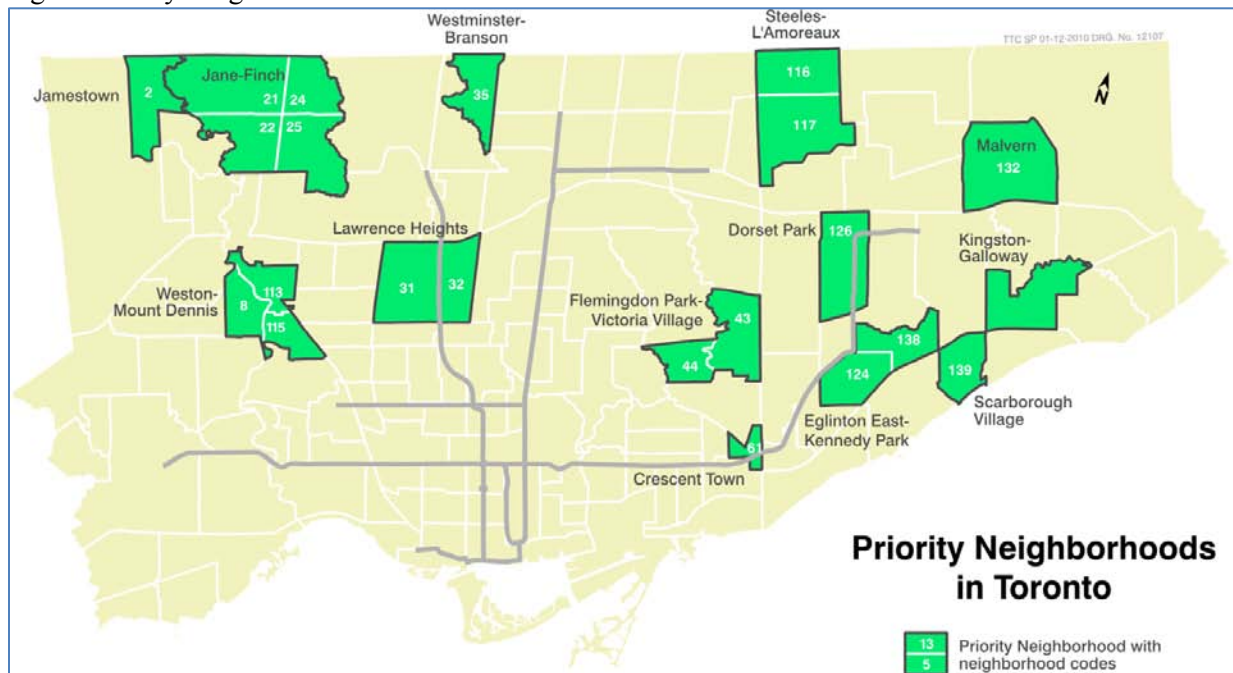 Westminster-
Branson
Steeles-
L'Amoreaux
TTC SP 01-12-2010 DRG. No. 12107
Jane-Finch
Jamestown
2
21
24
22
25
35
116
117
N
Malvern
132
Lawrence Heights
31
32
Dorset Park
126
Kingston-
Galloway
Weston-
Mount Dennis
113
8
115
Flemingdon Park-
Victoria Village
43
44
138
124
139
Scarborough
Village
Eglinton East-
Kennedy Park
61
Crescent Town
Priority Neighborhoods
in Toronto
13
5
Priority Neighborhood with
neighborhood codes